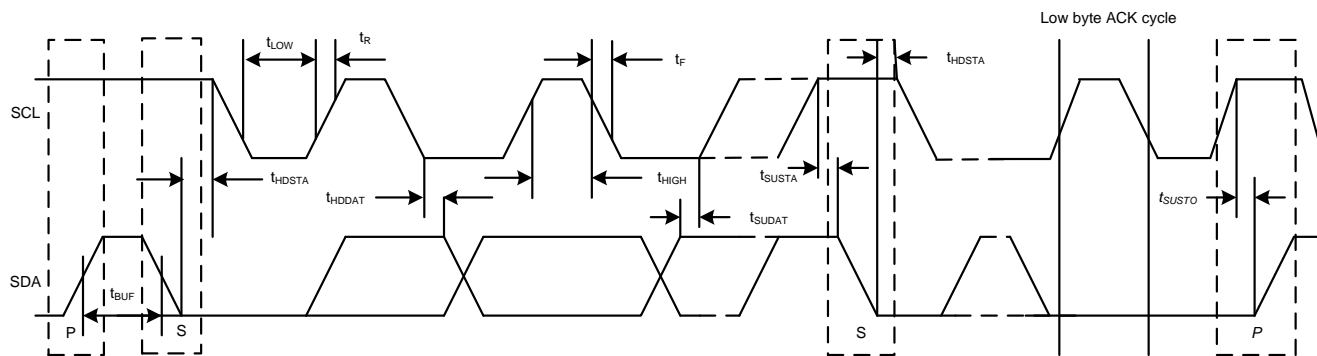 Low byte ACK cycle
tLOW
tR
tF
tHDSTA
SCL
tHDSTA
tHDDAT
tHIGH
tSUSTA
tSUDAT
tSUSTO
SDA
tBUF
P
S
S
P